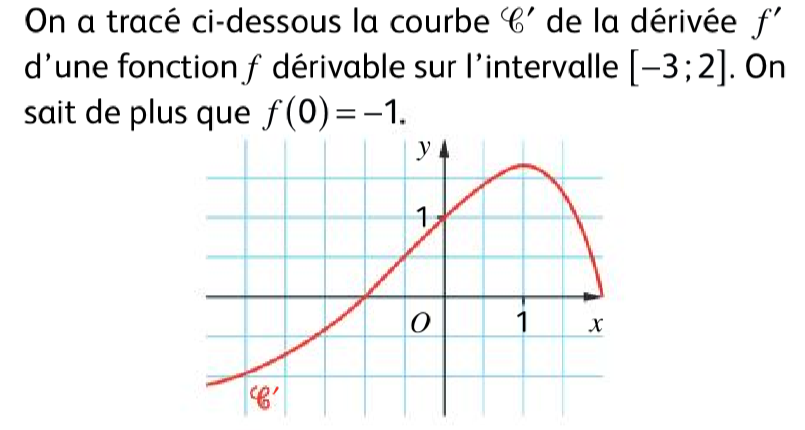 On a tracé ci-dessous la courbe 𝒞′ de la dérivée f′
d'une fonction f dérivable sur l'intervalle [−3 ; 2]. On
sait de plus que f(0) = −1.
y
1
O
1
x
𝒞′